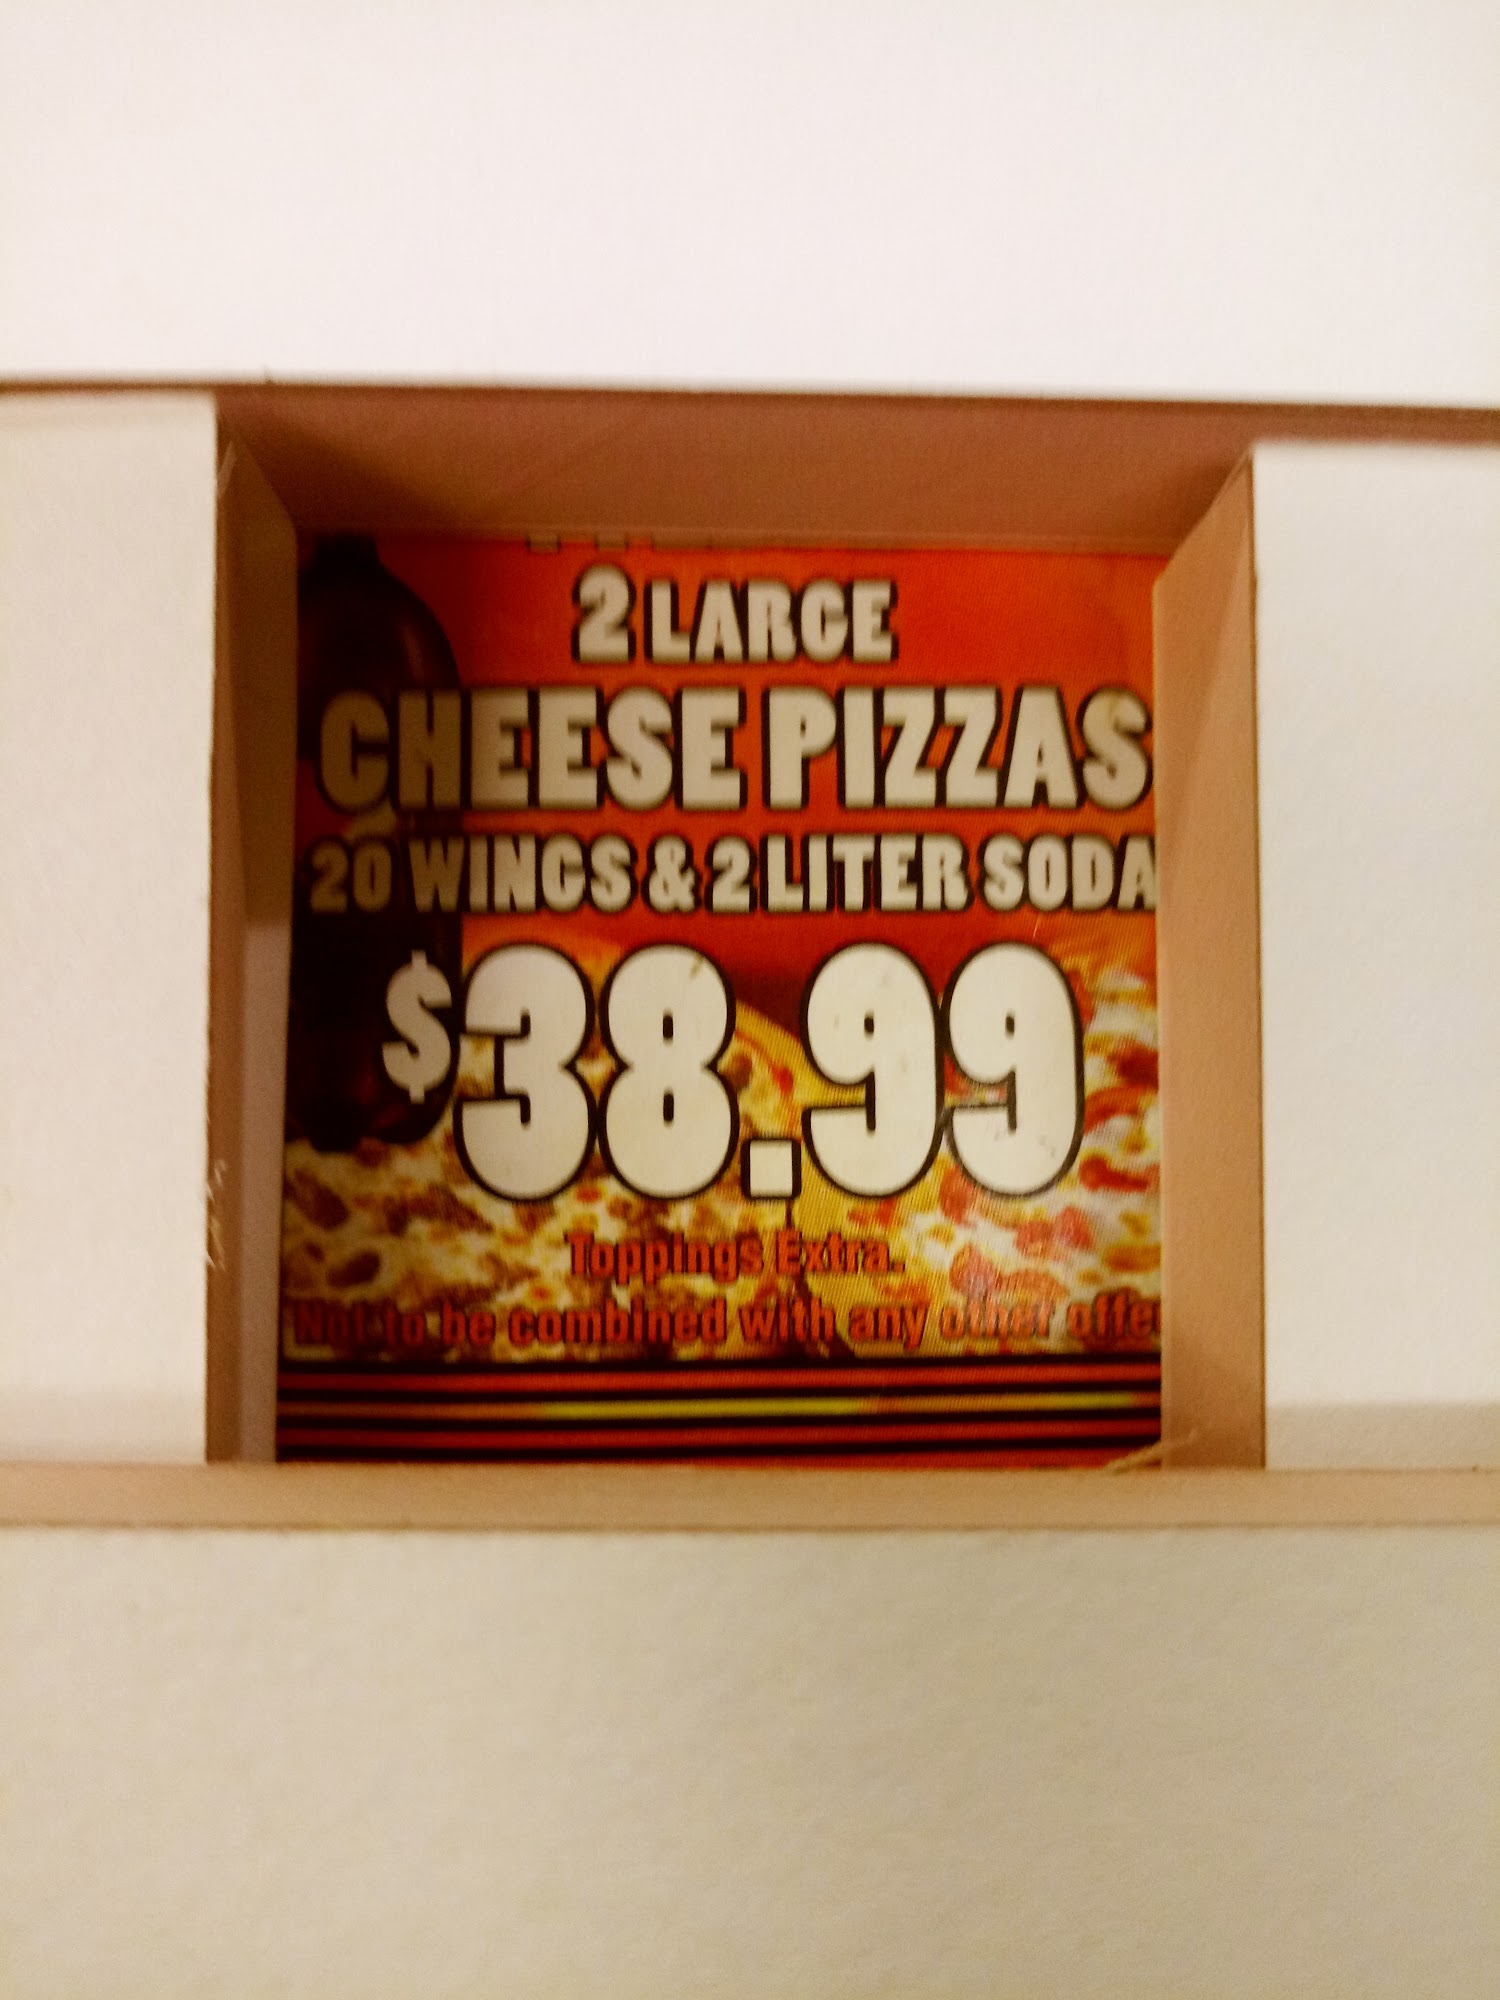 2 LARGE
CHEESE PIZZAS
20 WINGS & 2 LITER SODA
$38.99
Toppings Extra.
Not to be combined with any other